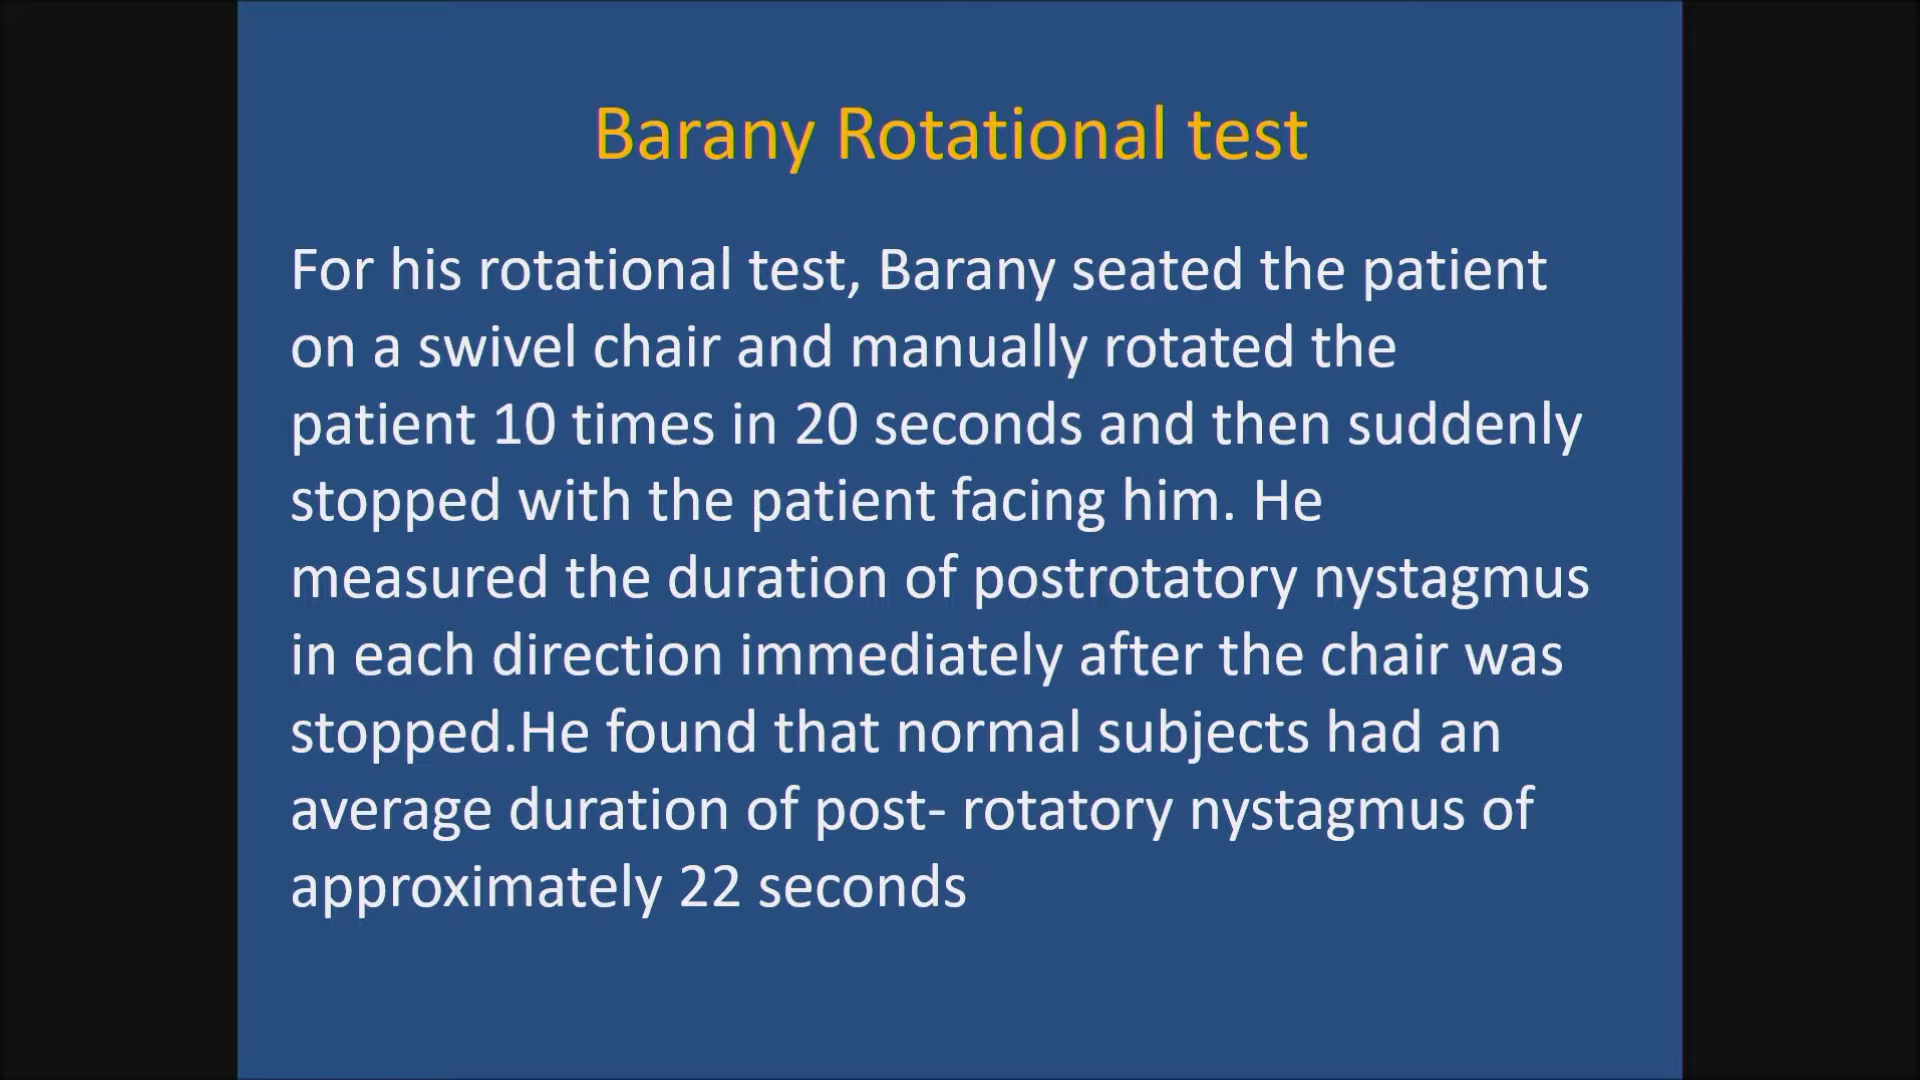 Barany Rotational test
For his rotational test, Barany seated the patient
on a swivel chair and manually rotated the
patient 10 times in 20 seconds and then suddenly
stopped with the patient facing him. He
measured the duration of postrotatory nystagmus
in each direction immediately after the chair was
stopped.He found that normal subjects had an
average duration of post- rotatory nystagmus of
approximately 22 seconds